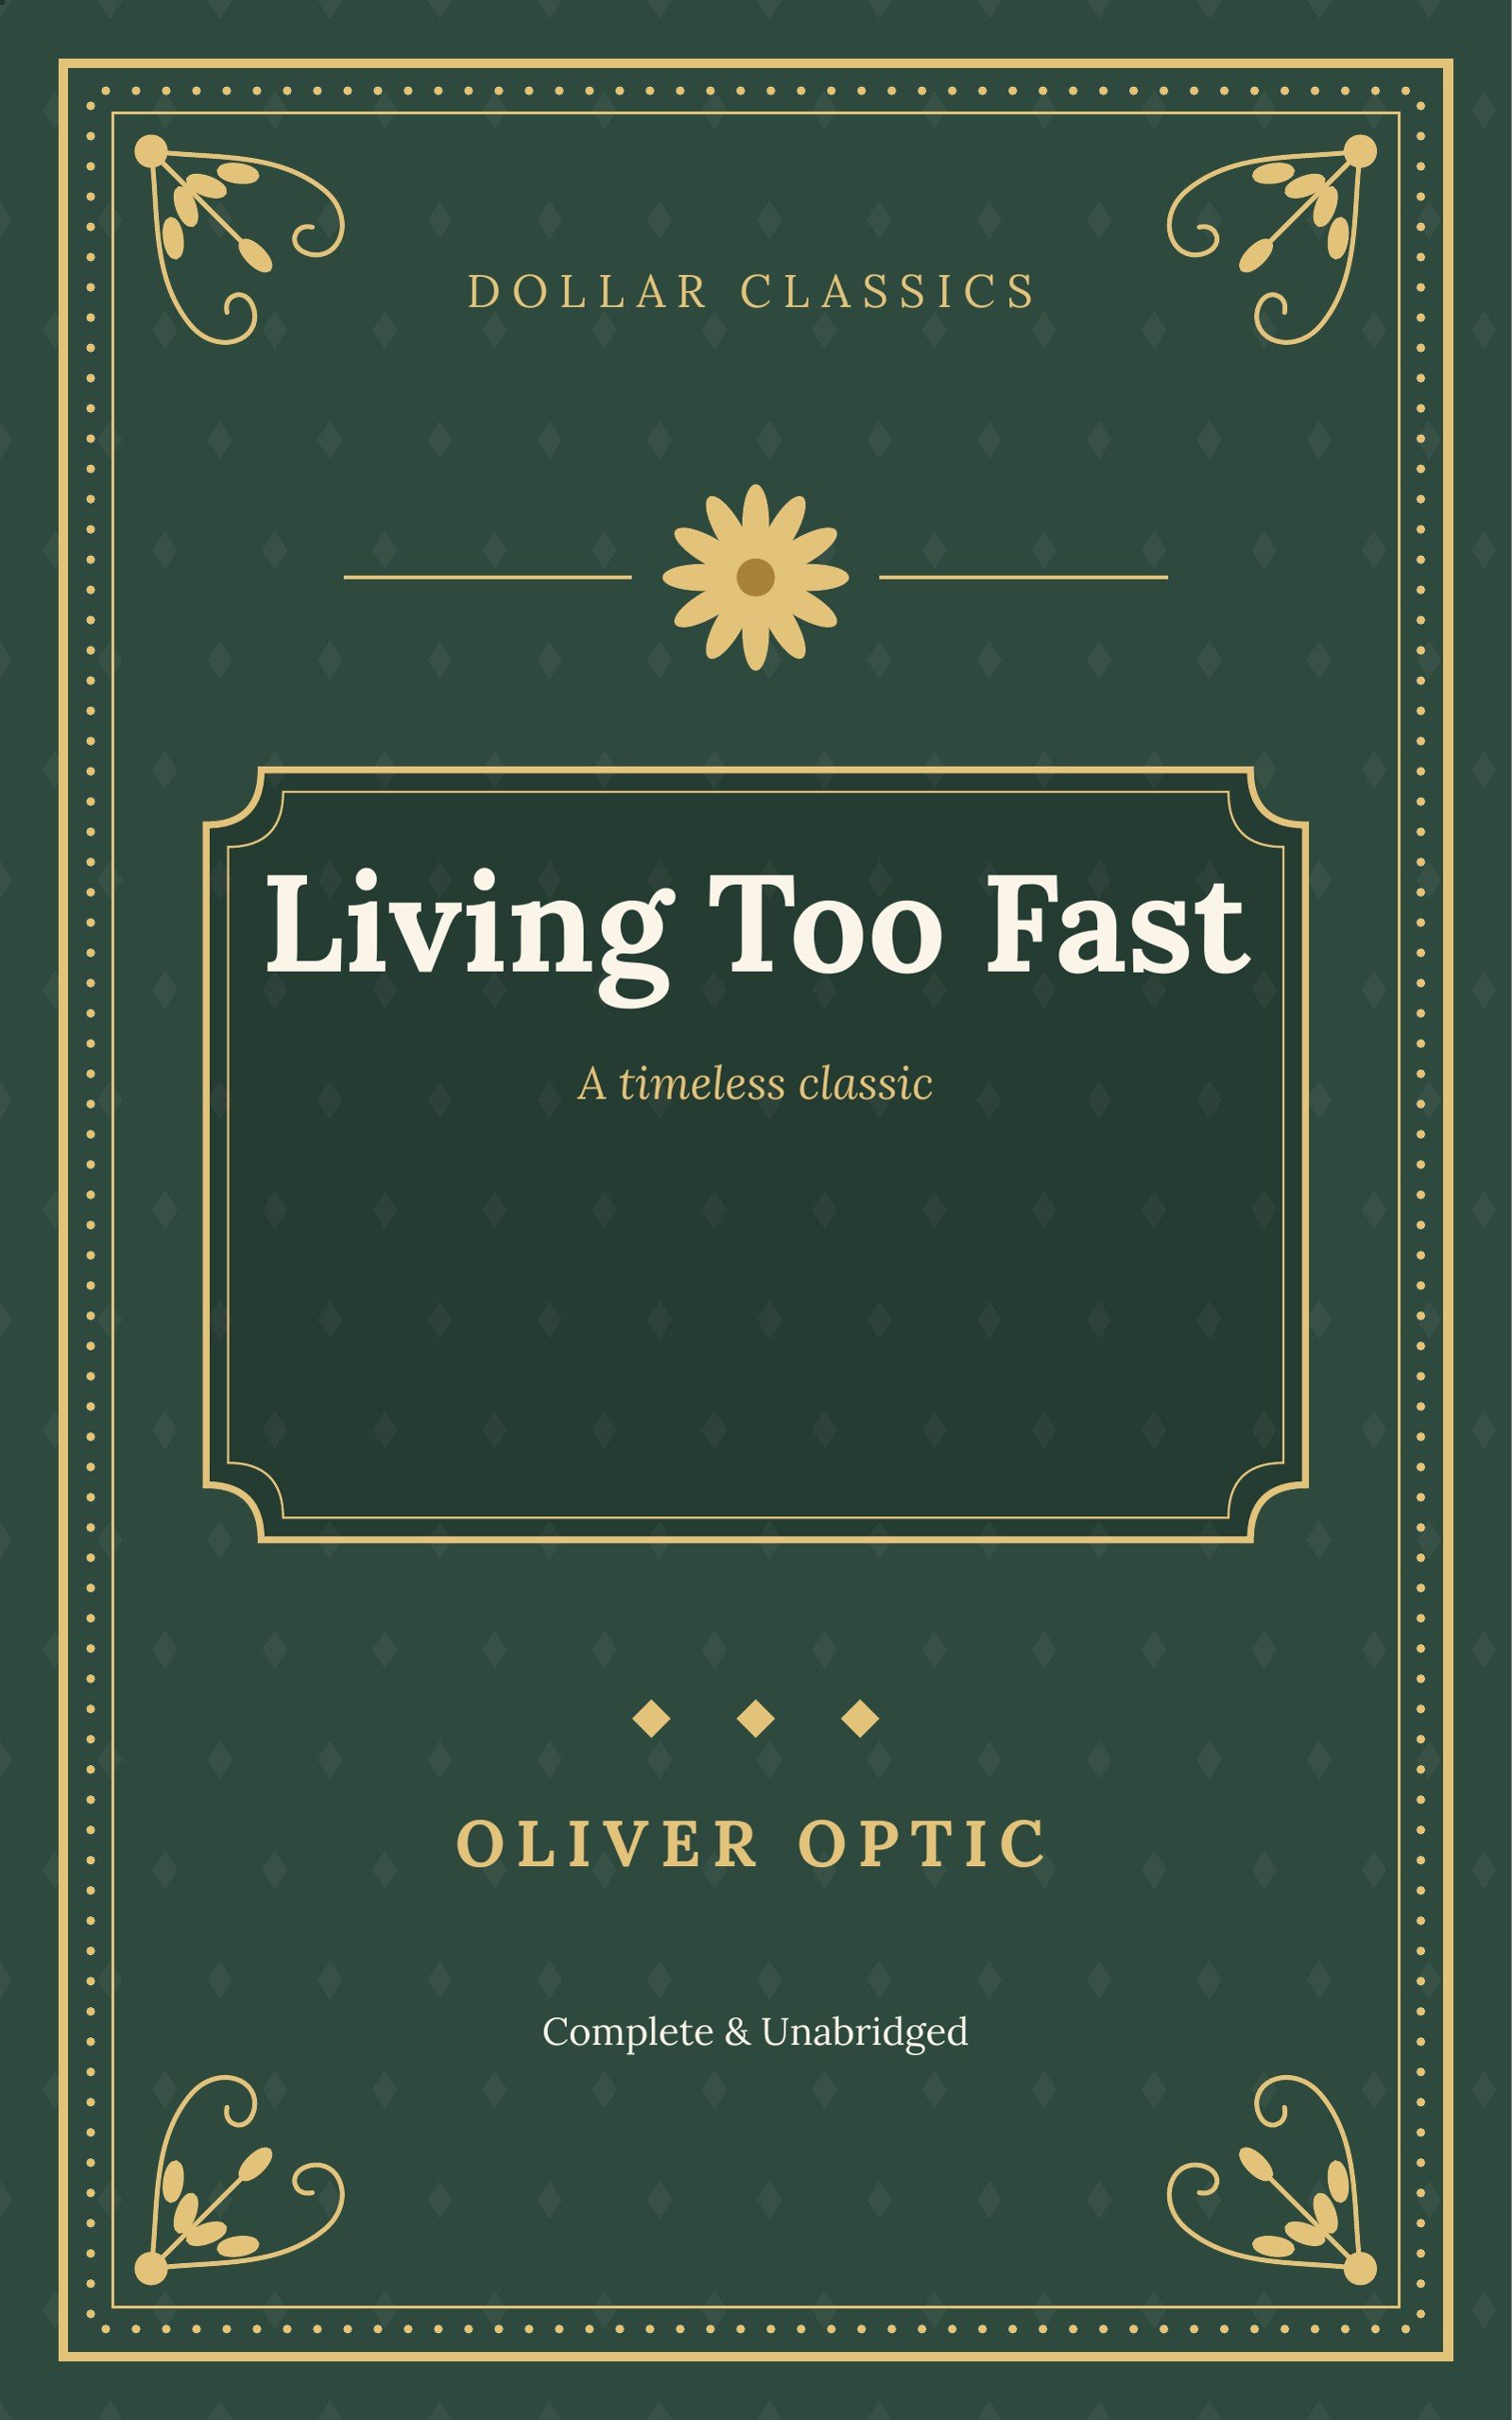 DOLLAR CLASSICS
Living Too Fast
A timeless classic
OLIVER OPTIC
Complete & Unabridged